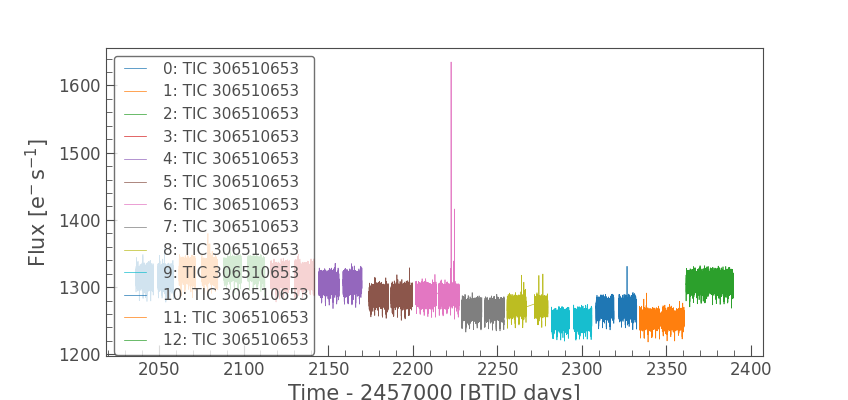 1600
1500
1400
1300
1200
Flux [e⁻ s⁻¹]
0: TIC 306510653
1: TIC 306510653
2: TIC 306510653
3: TIC 306510653
4: TIC 306510653
5: TIC 306510653
6: TIC 306510653
7: TIC 306510653
8: TIC 306510653
9: TIC 306510653
10: TIC 306510653
11: TIC 306510653
12: TIC 306510653
2050 2100 2150 2200 2250 2300 2350 2400
Time - 2457000 [BTJD days]